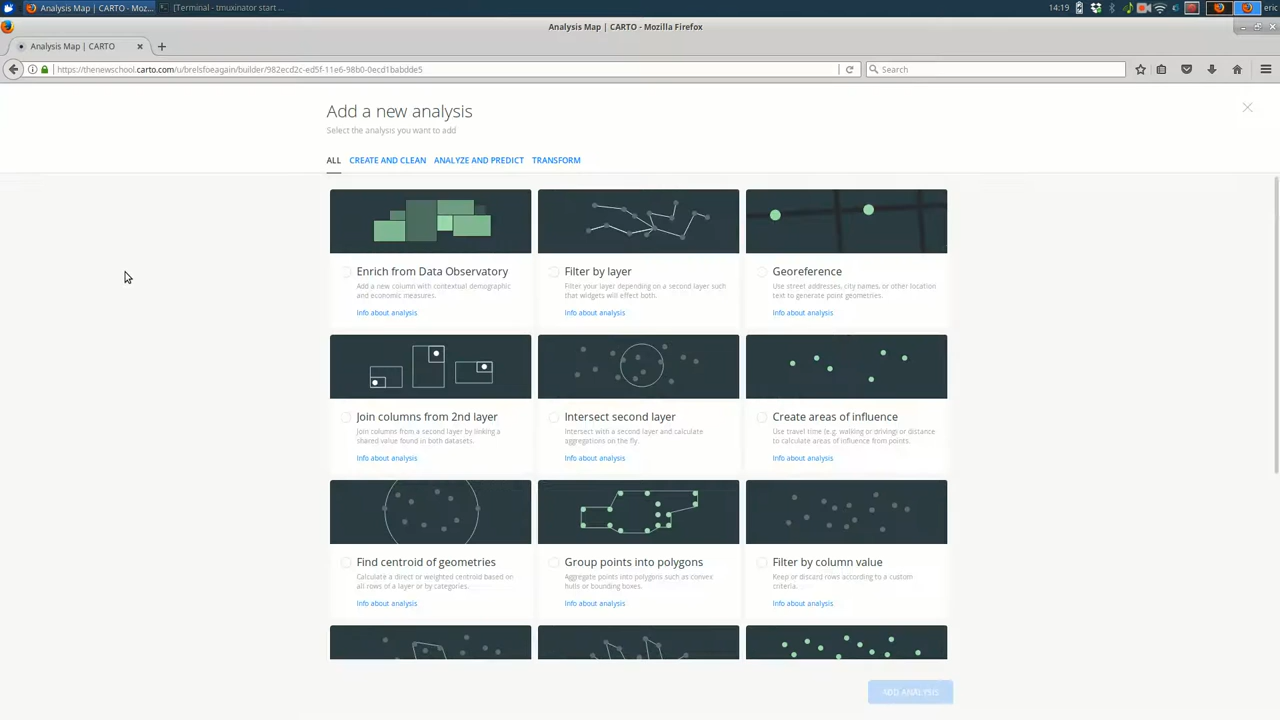 Analysis Map | CARTO - Moz...
[Terminal - tmuxinator start ...
14:19
eric
Analysis Map | CARTO - Mozilla Firefox
Analysis Map | CARTO
https://thenewschool.carto.com/u/brelsfoeagain/builder/982ecd2c-ed5f-11e6-98b0-0ecd1babdde5
Search
Add a new analysis
Select the analysis you want to add
ALL CREATE AND CLEAN ANALYZE AND PREDICT TRANSFORM
Enrich from Data Observatory
Add a new column with contextual demographic
and economic measures.
Info about analysis
Filter by layer
Filter your layer depending on a second layer such
that widgets will effect both.
Info about analysis
Georeference
Use street addresses, city names, or other location
text to generate point geometries.
Info about analysis
Join columns from 2nd layer
Join columns from a second layer by linking a
shared value found in both datasets.
Info about analysis
Intersect second layer
Intersect with a second layer and calculate
aggregations on the fly.
Info about analysis
Create areas of influence
Use travel time (e.g. walking or driving) or distance
to calculate areas of influence from points.
Info about analysis
Find centroid of geometries
Calculate a direct or weighted centroid based on
all rows of a layer or by categories.
Info about analysis
Group points into polygons
Aggregate points into polygons such as convex
hulls or bounding boxes.
Info about analysis
Filter by column value
Keep or discard rows according to a custom
criteria.
Info about analysis
ADD ANALYSIS